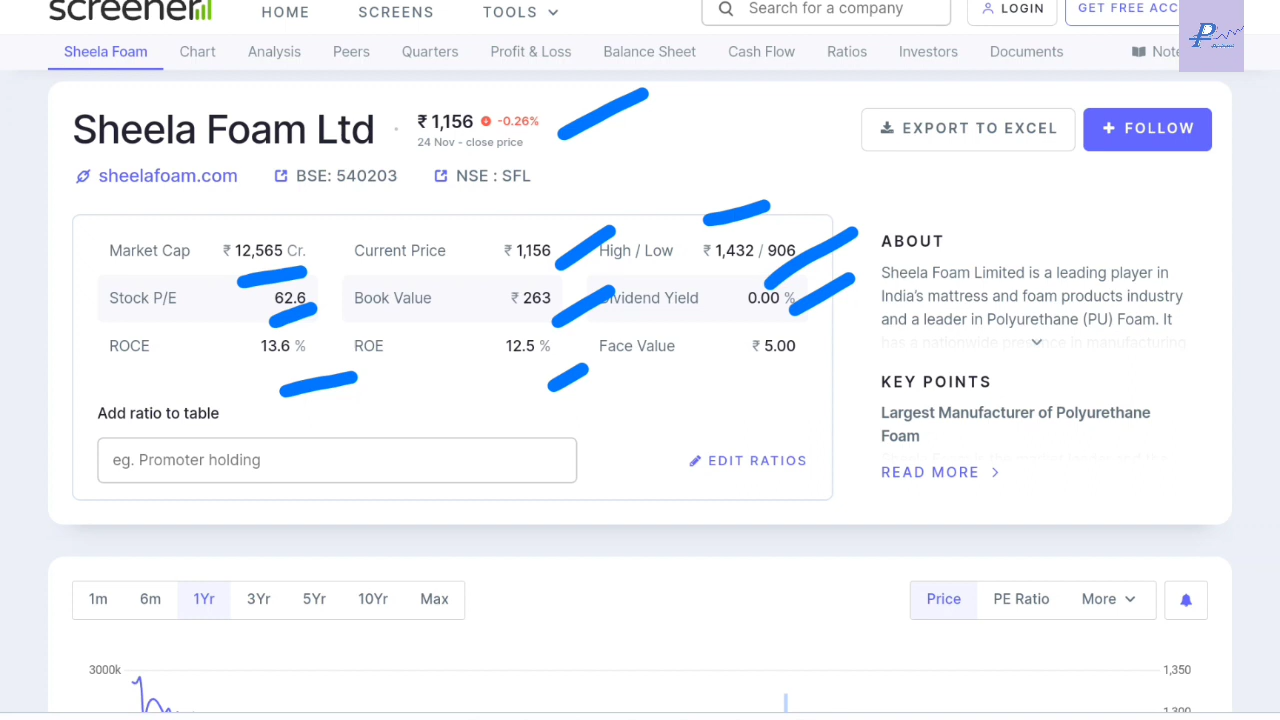 screener
HOME SCREENS TOOLS
Search for a company
LOGIN
GET FREE ACC
Sheela Foam Chart Analysis Peers Quarters Profit & Loss Balance Sheet Cash Flow Ratios Investors Documents Note
Sheela Foam Ltd
₹ 1,156 -0.26%
24 Nov - close price
EXPORT TO EXCEL
+ FOLLOW
sheelafoam.com BSE: 540203 NSE : SFL
Market Cap ₹ 12,565 Cr.
Current Price ₹ 1,156
High / Low ₹ 1,432 / 906
Stock P/E 62.6
Book Value ₹ 263
Dividend Yield 0.00 %
ROCE 13.6 %
ROE 12.5 %
Face Value ₹ 5.00
Add ratio to table
eg. Promoter holding
EDIT RATIOS
ABOUT
Sheela Foam Limited is a leading player in
India's mattress and foam products industry
and a leader in Polyurethane (PU) Foam. It
has a nationwide presence in manufacturing
KEY POINTS
Largest Manufacturer of Polyurethane
Foam
READ MORE
1m 6m 1Yr 3Yr 5Yr 10Yr Max
Price PE Ratio More
3000k
1,350
1,300